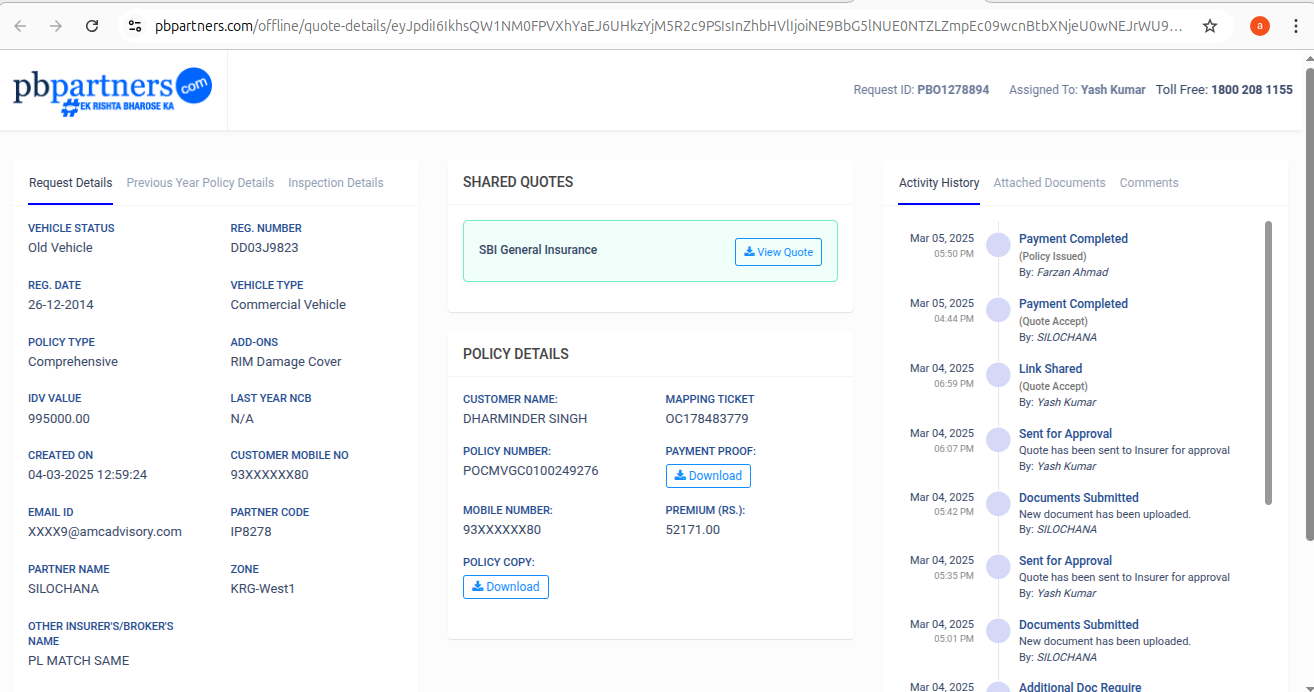 pbpartners.com/offline/quote-details/eyJpdiI6IkhsQW1NM0FPVXhYaEJ6UHkzYjM5R2c9PSIsInZhbHVlIjoiNE9BbG5lNUE0NTZLZmpEc09wcnBtbXNjeU0wNEJrWU9...
a
pbpartners com
#EK RISHTA BHAROSE KA
Request ID: PBO1278894 Assigned To: Yash Kumar Toll Free: 1800 208 1155
Request Details Previous Year Policy Details Inspection Details
VEHICLE STATUS REG. NUMBER
Old Vehicle DD03J9823
REG. DATE VEHICLE TYPE
26-12-2014 Commercial Vehicle
POLICY TYPE ADD-ONS
Comprehensive RIM Damage Cover
IDV VALUE LAST YEAR NCB
995000.00 N/A
CREATED ON CUSTOMER MOBILE NO
04-03-2025 12:59:24 93XXXXXX80
EMAIL ID PARTNER CODE
XXXX9@amcadvisory.com IP8278
PARTNER NAME ZONE
SILOCHANA KRG-West1
OTHER INSURER'S/BROKER'S
NAME
PL MATCH SAME
SHARED QUOTES
SBI General Insurance View Quote
POLICY DETAILS
CUSTOMER NAME: MAPPING TICKET
DHARMINDER SINGH OC178483779
POLICY NUMBER: PAYMENT PROOF:
POCMVGC0100249276 Download
MOBILE NUMBER: PREMIUM (RS.):
93XXXXXX80 52171.00
POLICY COPY:
Download
Activity History Attached Documents Comments
Mar 05, 2025 Payment Completed
05:50 PM (Policy Issued)
By: Farzan Ahmad
Mar 05, 2025 Payment Completed
04:44 PM (Quote Accept)
By: SILOCHANA
Mar 04, 2025 Link Shared
06:59 PM (Quote Accept)
By: Yash Kumar
Mar 04, 2025 Sent for Approval
06:07 PM Quote has been sent to Insurer for approval
By: Yash Kumar
Mar 04, 2025 Documents Submitted
05:42 PM New document has been uploaded.
By: SILOCHANA
Mar 04, 2025 Sent for Approval
05:35 PM Quote has been sent to Insurer for approval
By: Yash Kumar
Mar 04, 2025 Documents Submitted
05:01 PM New document has been uploaded.
By: SILOCHANA
Mar 04, 2025 Additional Doc Require